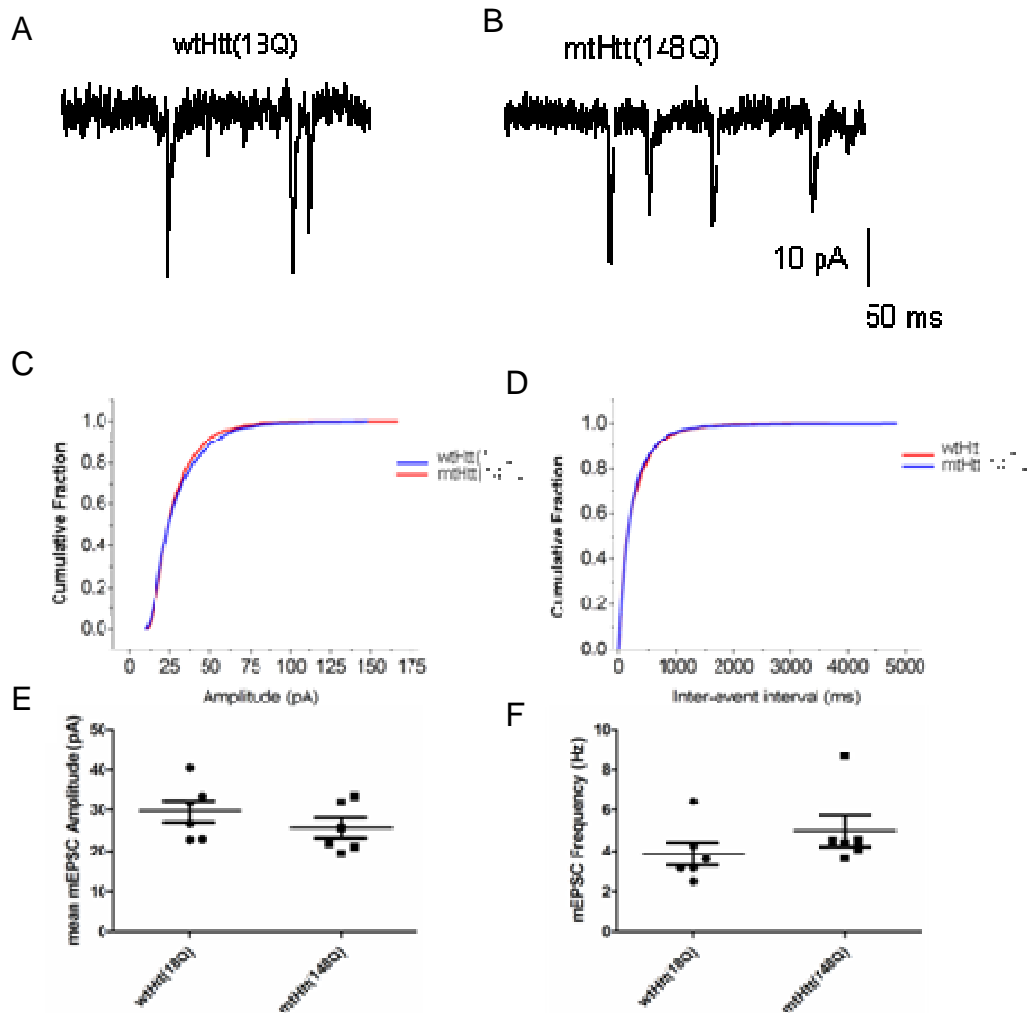 A
wtHtt(18Q)
B
mtHtt(148Q)
10 pA
50 ms
C
Cumulative Fraction
1.0
0.8
0.6
0.4
0.2
0.0
0 25 50 75 100 125 150 175
Amplitude (pA)
wtHtt(
mtHtt(
D
Cumulative Fraction
1.0
0.8
0.6
0.4
0.2
0.0
0 1000 2000 3000 4000 5000
Inter-event interval (ms)
wtHtt
mtHtt
E
mean mEPSC Amplitude(pA)
50
40
30
20
10
0
wtHtt(18Q)
mtHtt(148Q)
F
mEPSC Frequency (Hz)
10
8
6
4
2
0
wtHtt(18Q)
mtHtt(148Q)